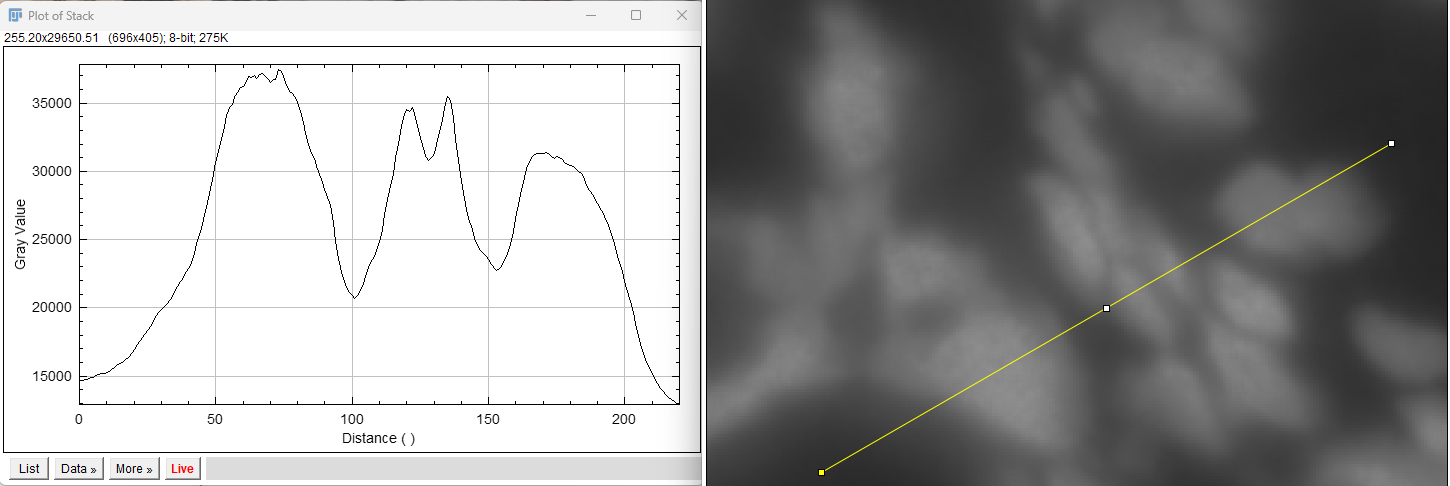 Plot of Stack
255.20x29650.51 (696x405); 8-bit; 275K
35000
30000
25000
20000
15000
Gray Value
0 50 100 150 200
Distance ( )
List Data » More » Live